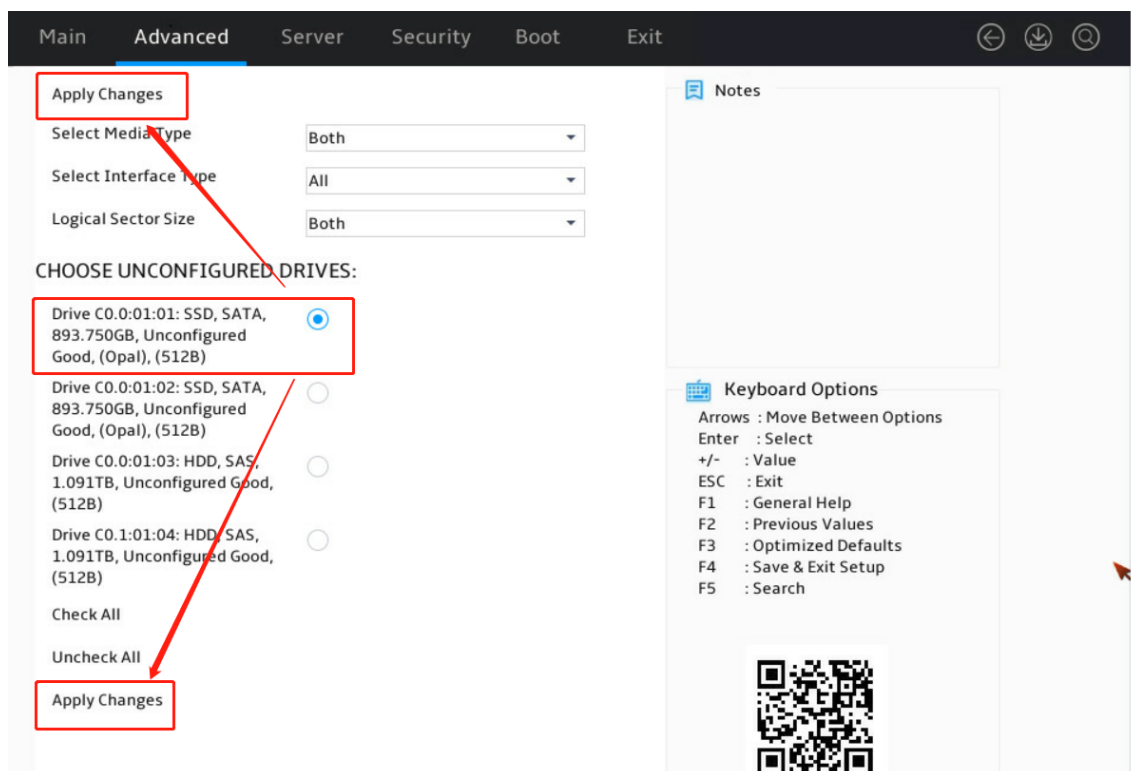 Main Advanced Server Security Boot Exit
Apply Changes
Select Media Type Both
Select Interface Type All
Logical Sector Size Both
CHOOSE UNCONFIGURED DRIVES:
Drive C0.0:01:01: SSD, SATA,
893.750GB, Unconfigured
Good, (Opal), (512B)
Drive C0.0:01:02: SSD, SATA,
893.750GB, Unconfigured
Good, (Opal), (512B)
Drive C0.0:01:03: HDD, SAS,
1.091TB, Unconfigured Good,
(512B)
Drive C0.1:01:04: HDD, SAS,
1.091TB, Unconfigured Good,
(512B)
Check All
Uncheck All
Apply Changes
Notes
Keyboard Options
Arrows : Move Between Options
Enter : Select
+/- : Value
ESC : Exit
F1 : General Help
F2 : Previous Values
F3 : Optimized Defaults
F4 : Save & Exit Setup
F5 : Search